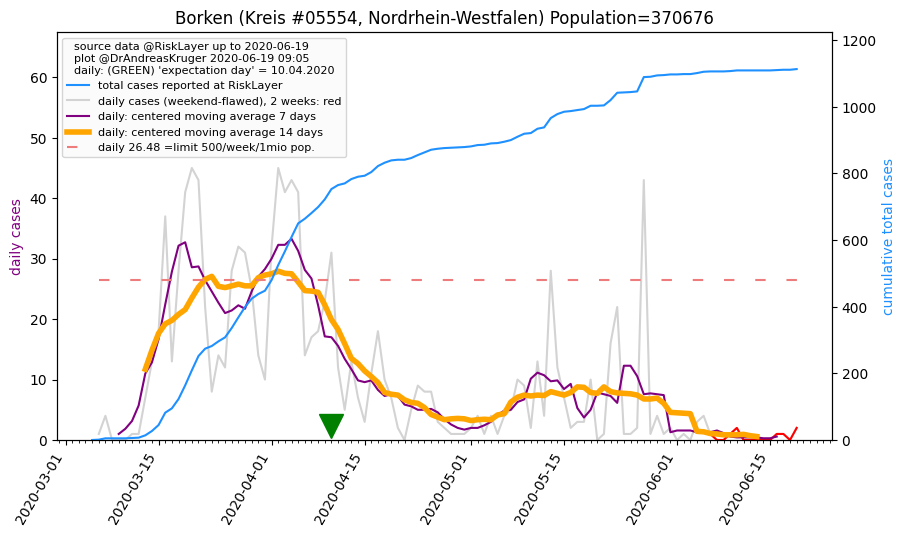 Borken (Kreis #05554, Nordrhein-Westfalen) Population=370676
source data @RiskLayer up to 2020-06-19
plot @DrAndreasKruger 2020-06-19 09:05
daily: (GREEN) 'expectation day' = 10.04.2020
total cases reported at RiskLayer
daily cases (weekend-flawed), 2 weeks: red
daily: centered moving average 7 days
daily: centered moving average 14 days
daily 26.48 =limit 500/week/1mio pop.
daily cases
60
50
40
30
20
10
0
1200
1000
800
600
400
200
0
cumulative total cases
2020-03-01
2020-03-15
2020-04-01
2020-04-15
2020-05-01
2020-05-15
2020-06-01
2020-06-15